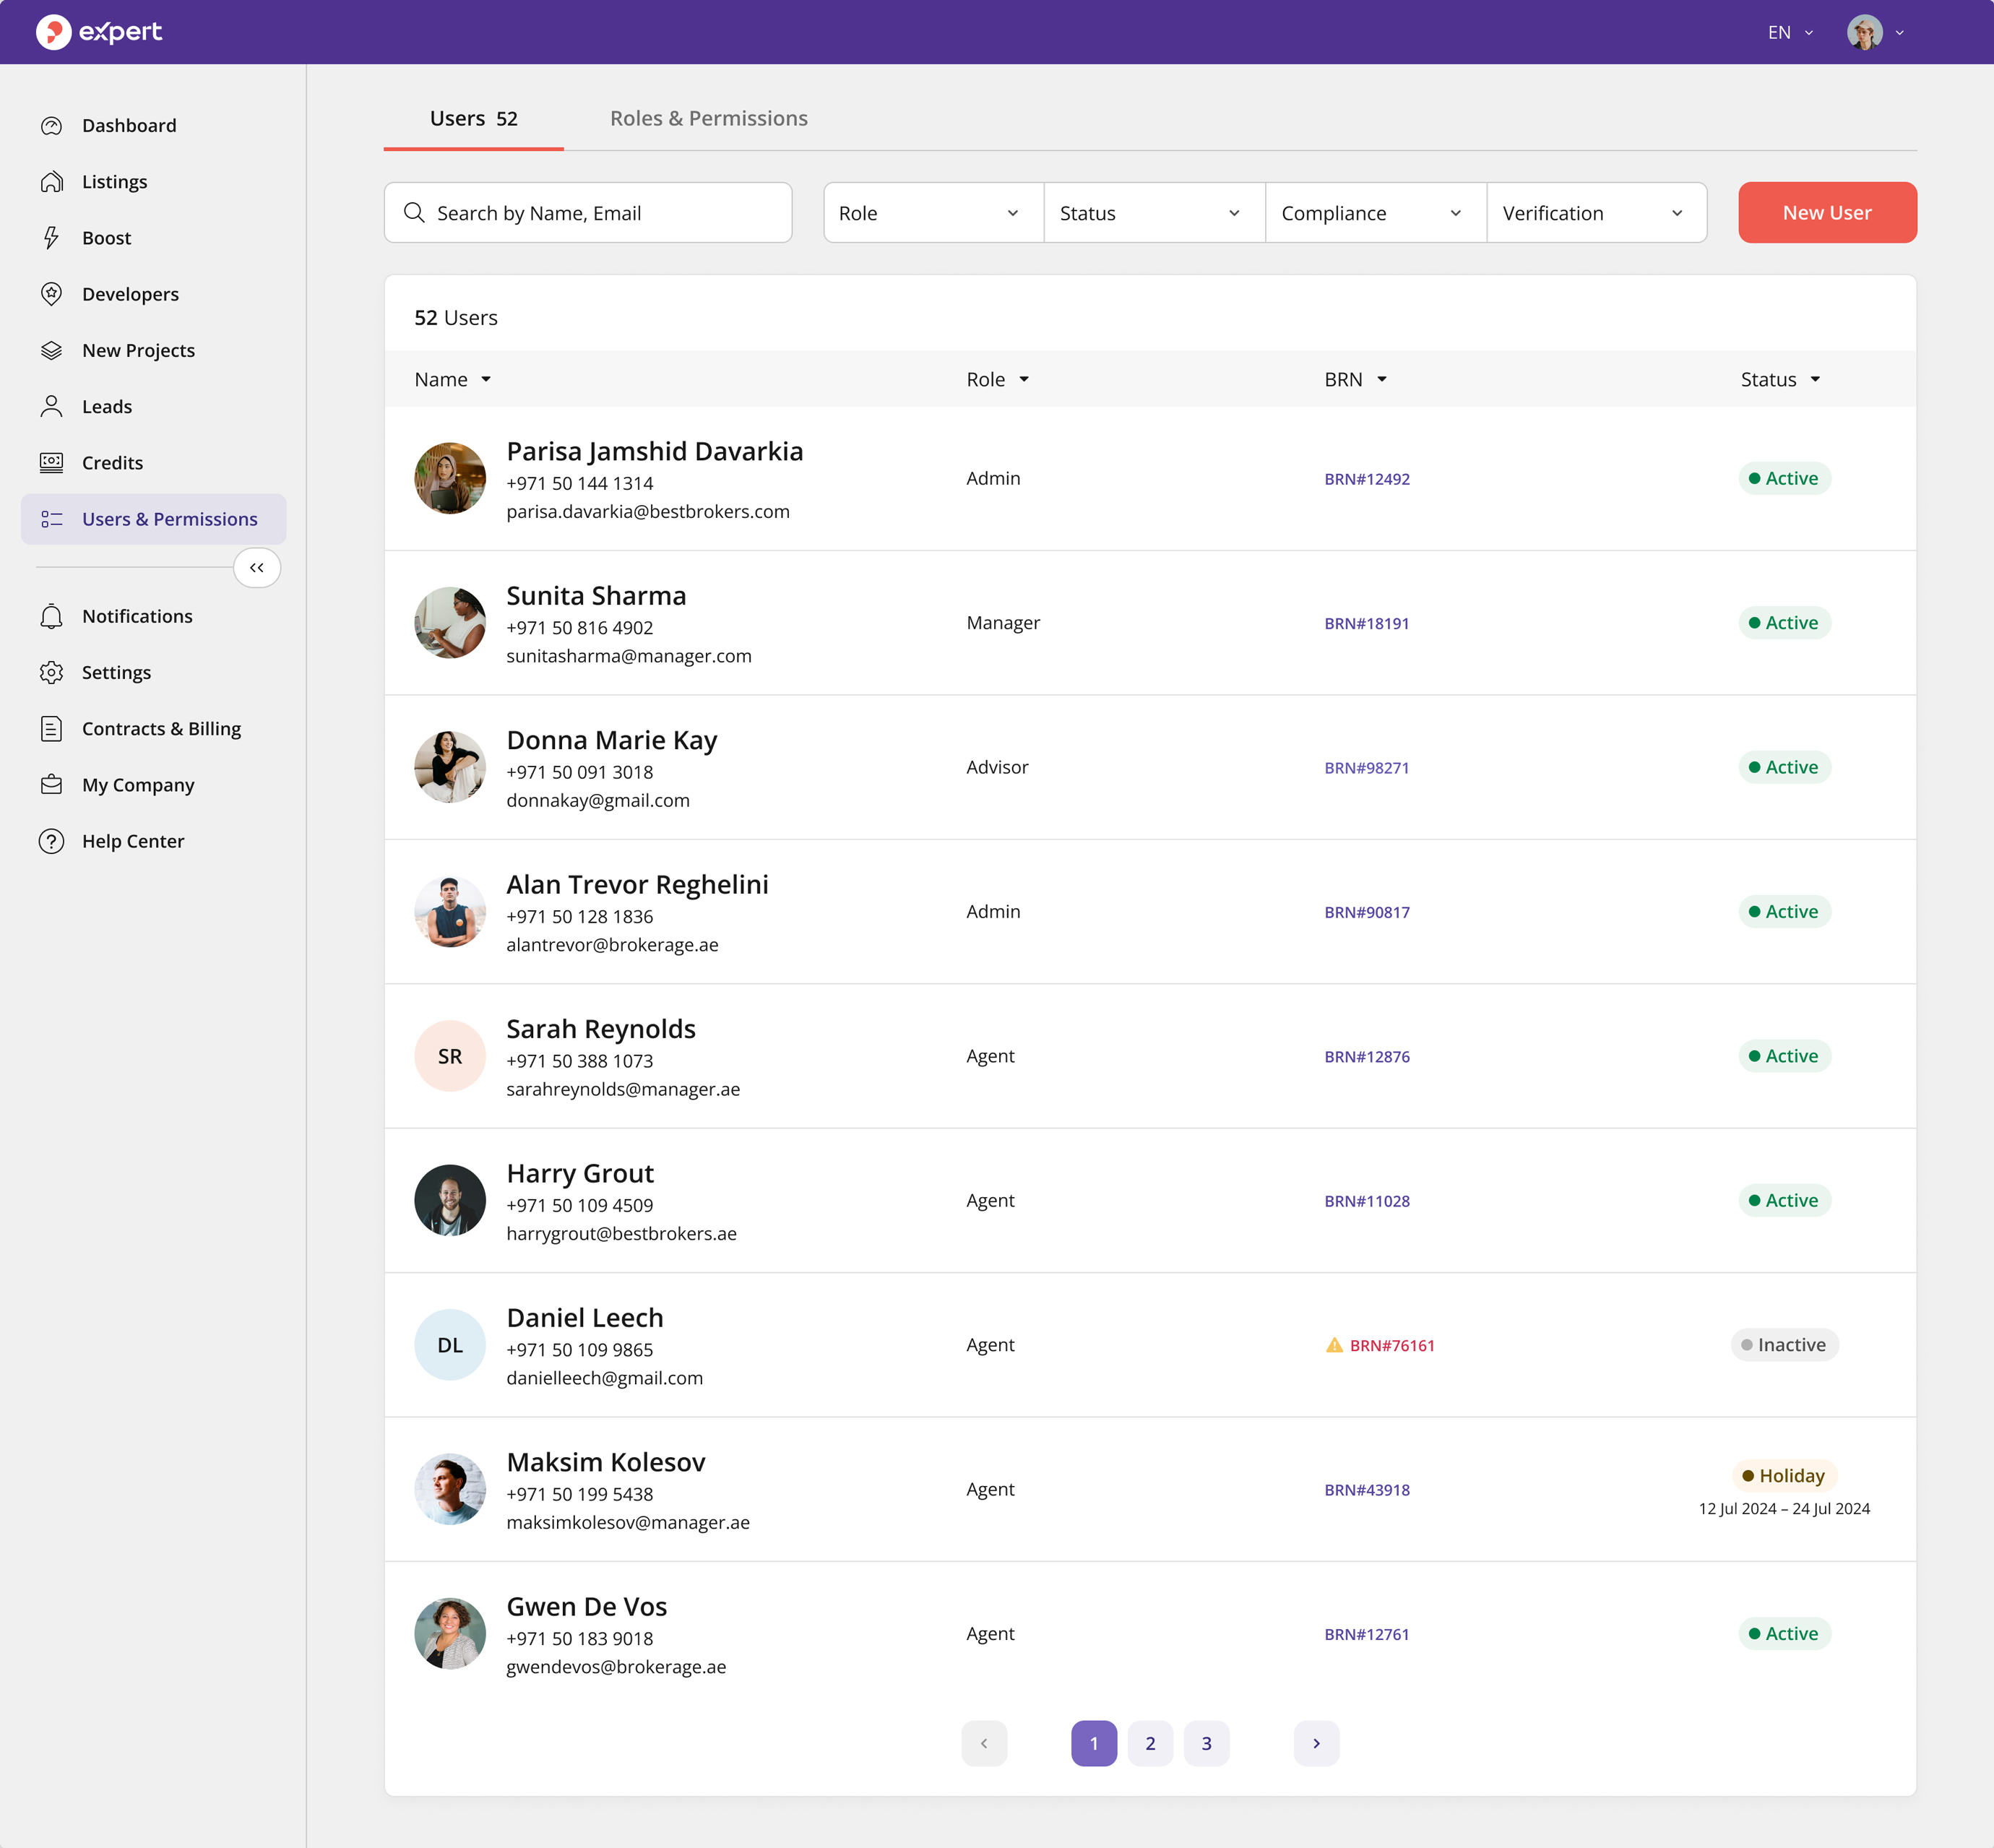 expert
EN
Dashboard
Listings
Boost
Developers
New Projects
Leads
Credits
Users & Permissions
Notifications
Settings
Contracts & Billing
My Company
Help Center
Users 52
Roles & Permissions
Search by Name, Email
Role
Status
Compliance
Verification
New User
52 Users
Name
Role
BRN
Status
Parisa Jamshid Davarkia
+971 50 144 1314
parisa.davarkia@bestbrokers.com
Admin
BRN#12492
Active
Sunita Sharma
+971 50 816 4902
sunitasharma@manager.com
Manager
BRN#18191
Active
Donna Marie Kay
+971 50 091 3018
donnakay@gmail.com
Advisor
BRN#98271
Active
Alan Trevor Reghelini
+971 50 128 1836
alantrevor@brokerage.ae
Admin
BRN#90817
Active
SR
Sarah Reynolds
+971 50 388 1073
sarahreynolds@manager.ae
Agent
BRN#12876
Active
Harry Grout
+971 50 109 4509
harrygrout@bestbrokers.ae
Agent
BRN#11028
Active
DL
Daniel Leech
+971 50 109 9865
danielleech@gmail.com
Agent
BRN#76161
Inactive
Maksim Kolesov
+971 50 199 5438
maksimkolesov@manager.ae
Agent
BRN#43918
Holiday
12 Jul 2024 – 24 Jul 2024
Gwen De Vos
+971 50 183 9018
gwendevos@brokerage.ae
Agent
BRN#12761
Active
1
2
3